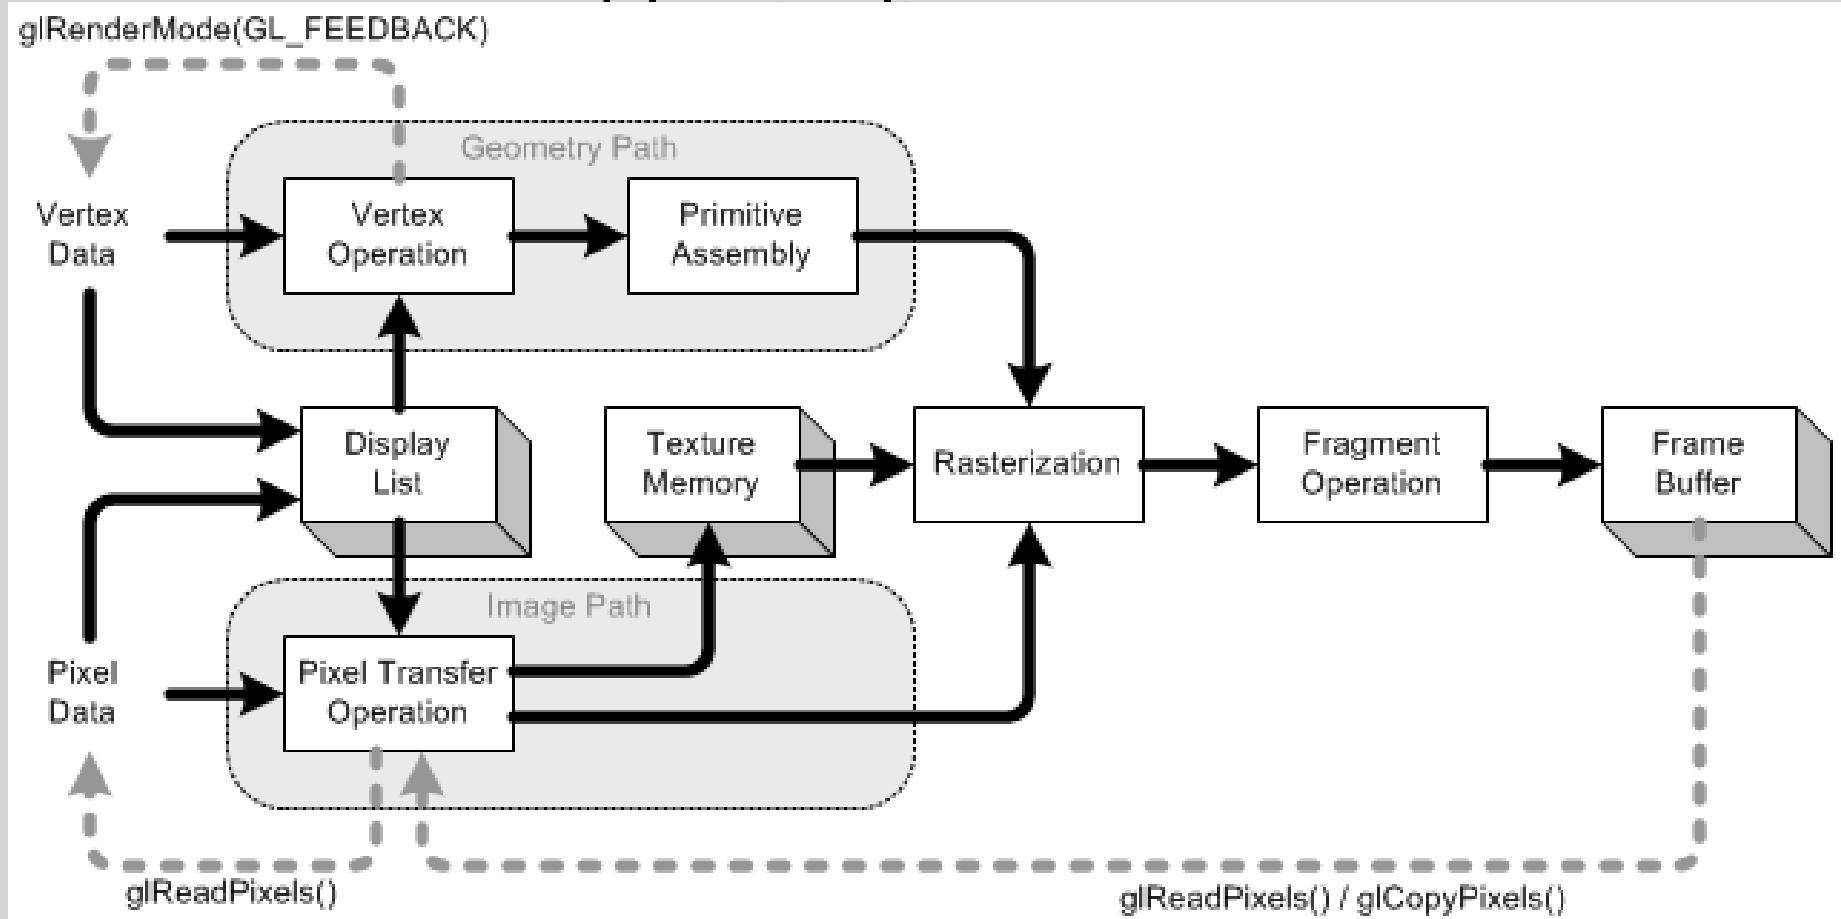 glRenderMode(GL_FEEDBACK)
Geometry Path
Vertex
Data
Vertex
Operation
Primitive
Assembly
Display
List
Texture
Memory
Rasterization
Fragment
Operation
Frame
Buffer
Image Path
Pixel
Data
Pixel Transfer
Operation
glReadPixels()
glReadPixels() / glCopyPixels()